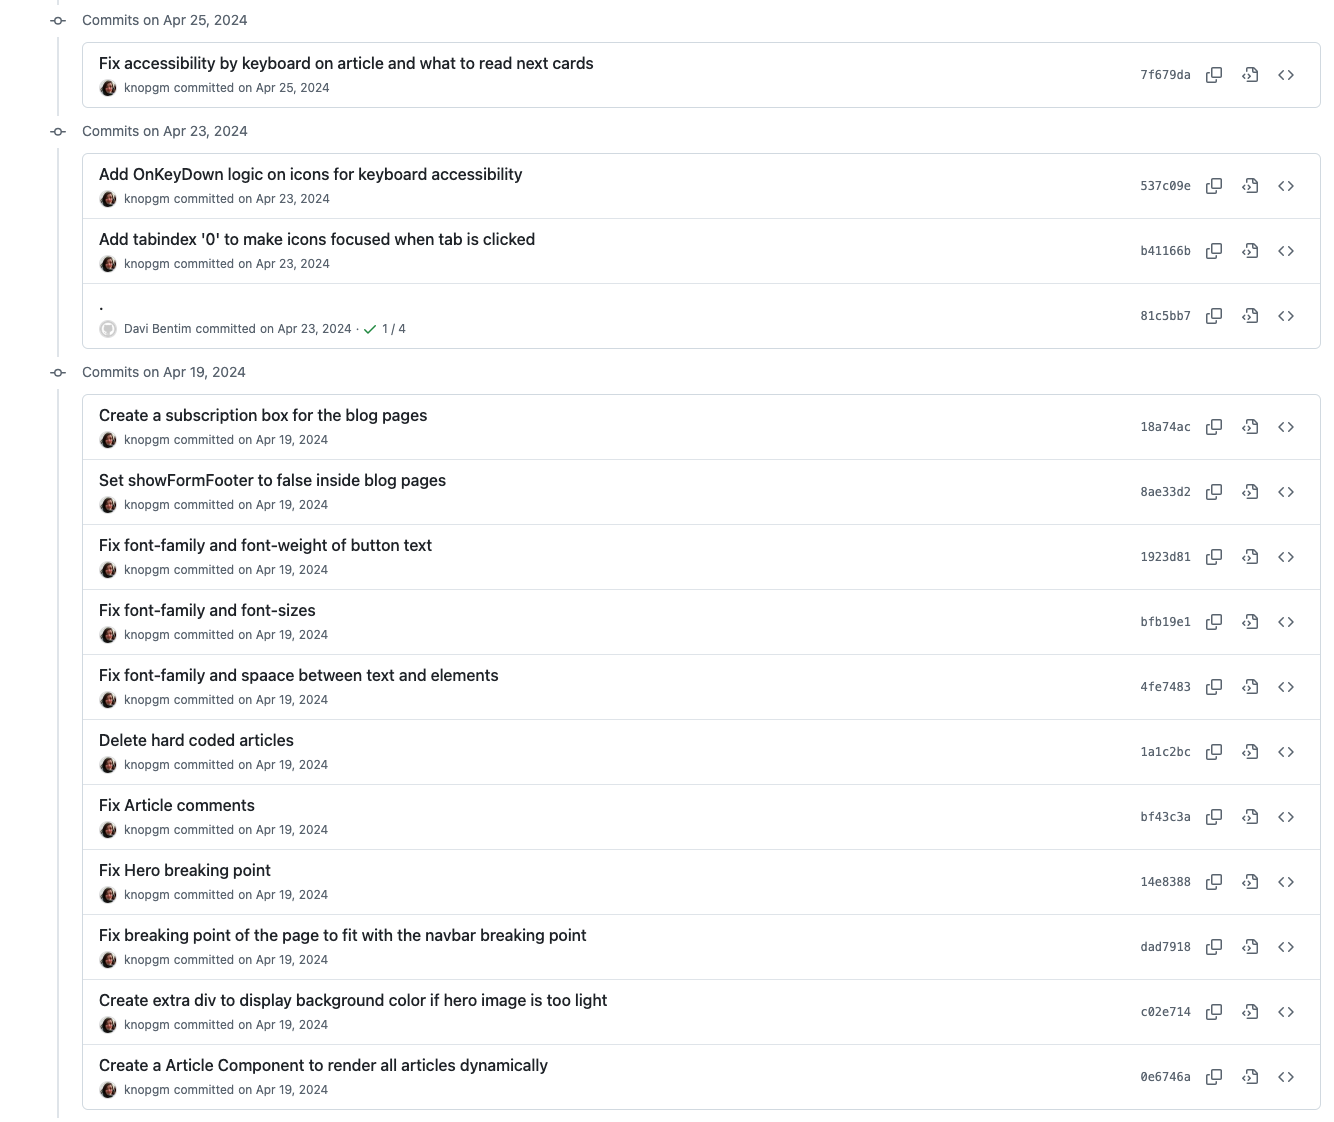 Commits on Apr 25, 2024
Fix accessibility by keyboard on article and what to read next cards
knopgm committed on Apr 25, 2024
7f679da
Commits on Apr 23, 2024
Add OnKeyDown logic on icons for keyboard accessibility
knopgm committed on Apr 23, 2024
537c09e
Add tabindex '0' to make icons focused when tab is clicked
knopgm committed on Apr 23, 2024
b41166b
.
Davi Bentim committed on Apr 23, 2024 · ✓ 1 / 4
81c5bb7
Commits on Apr 19, 2024
Create a subscription box for the blog pages
knopgm committed on Apr 19, 2024
18a74ac
Set showFormFooter to false inside blog pages
knopgm committed on Apr 19, 2024
8ae33d2
Fix font-family and font-weight of button text
knopgm committed on Apr 19, 2024
1923d81
Fix font-family and font-sizes
knopgm committed on Apr 19, 2024
bfb19e1
Fix font-family and spaace between text and elements
knopgm committed on Apr 19, 2024
4fe7483
Delete hard coded articles
knopgm committed on Apr 19, 2024
1a1c2bc
Fix Article comments
knopgm committed on Apr 19, 2024
bf43c3a
Fix Hero breaking point
knopgm committed on Apr 19, 2024
14e8388
Fix breaking point of the page to fit with the navbar breaking point
knopgm committed on Apr 19, 2024
dad7918
Create extra div to display background color if hero image is too light
knopgm committed on Apr 19, 2024
c02e714
Create a Article Component to render all articles dynamically
knopgm committed on Apr 19, 2024
0e6746a